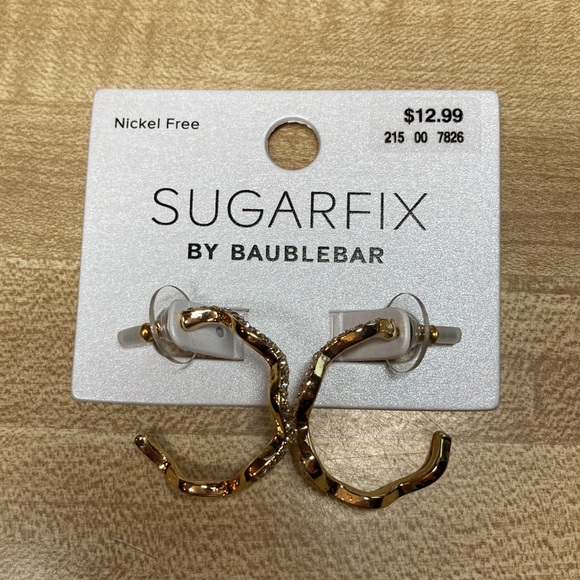 Nickel Free
$12.99
215 00 7826
SUGARFIX
BY BAUBLEBAR